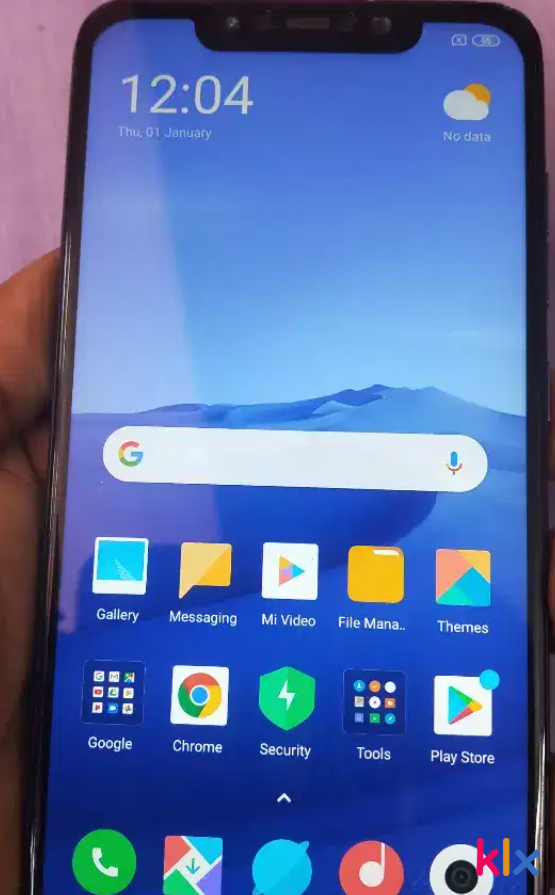 65
12:04
Thu, 01 January
No data
G
Gallery
Messaging
Mi Video
File Mana..
Themes
Google
Chrome
Security
Tools
Play Store
klx